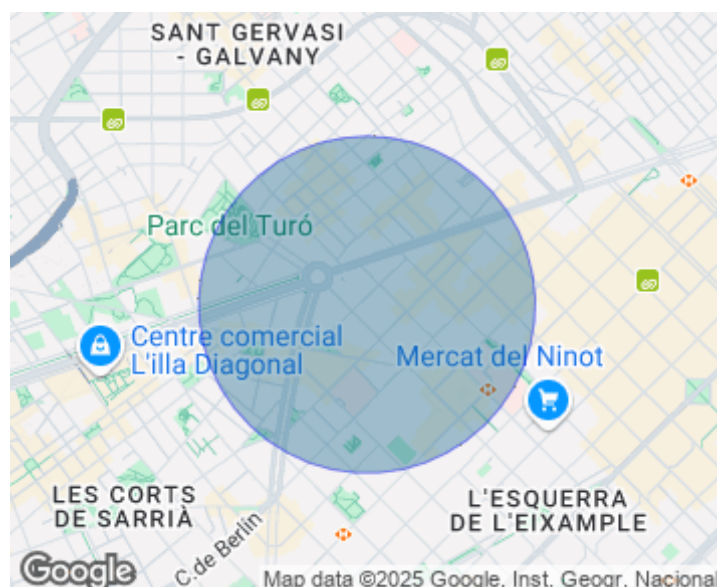 SANT GERVASI
- GALVANY
Parc del Turó
Centre comercial
L'illa Diagonal
Mercat del Ninot
LES CORTS
DE SARRIÀ
L'ESQUERRA
DE L'EIXAMPLE
C. de Berlín
Google
Map data ©2025 Google, Inst. Geogr. Nacional